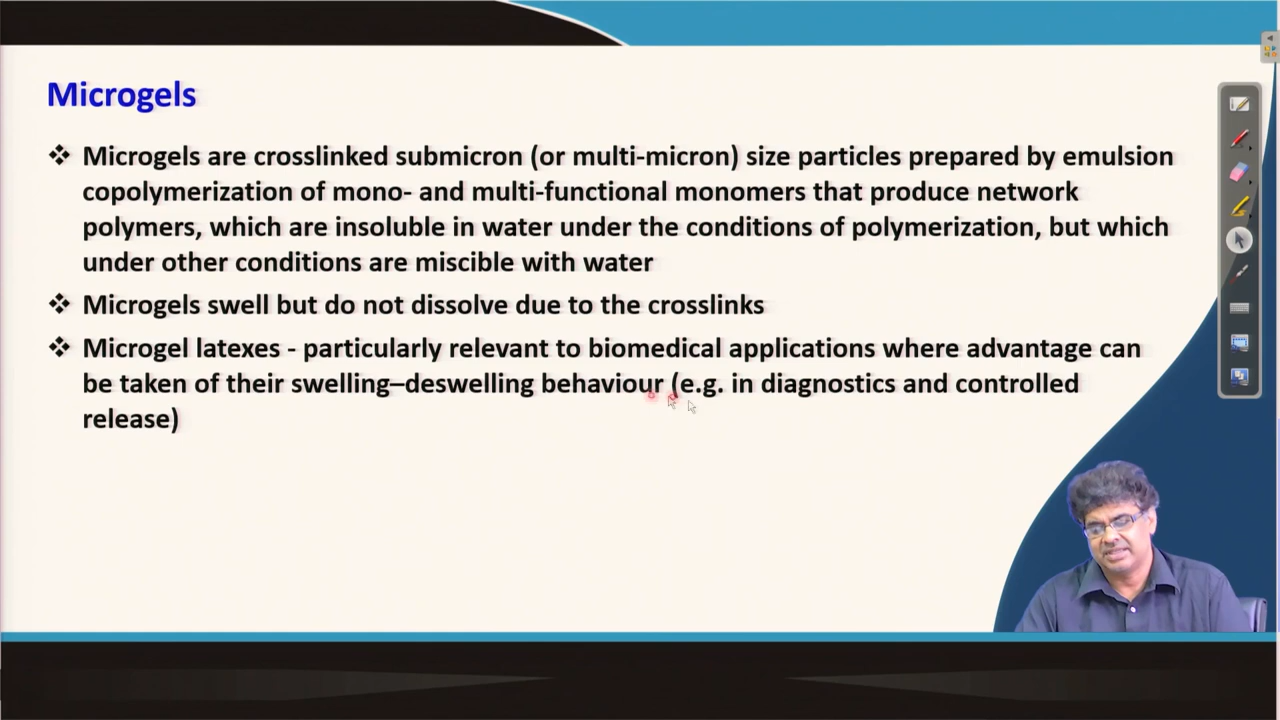 Microgels
❖ Microgels are crosslinked submicron (or multi-micron) size particles prepared by emulsion
copolymerization of mono- and multi-functional monomers that produce network
polymers, which are insoluble in water under the conditions of polymerization, but which
under other conditions are miscible with water
❖ Microgels swell but do not dissolve due to the crosslinks
❖ Microgel latexes - particularly relevant to biomedical applications where advantage can
be taken of their swelling–deswelling behaviour (e.g. in diagnostics and controlled
release)